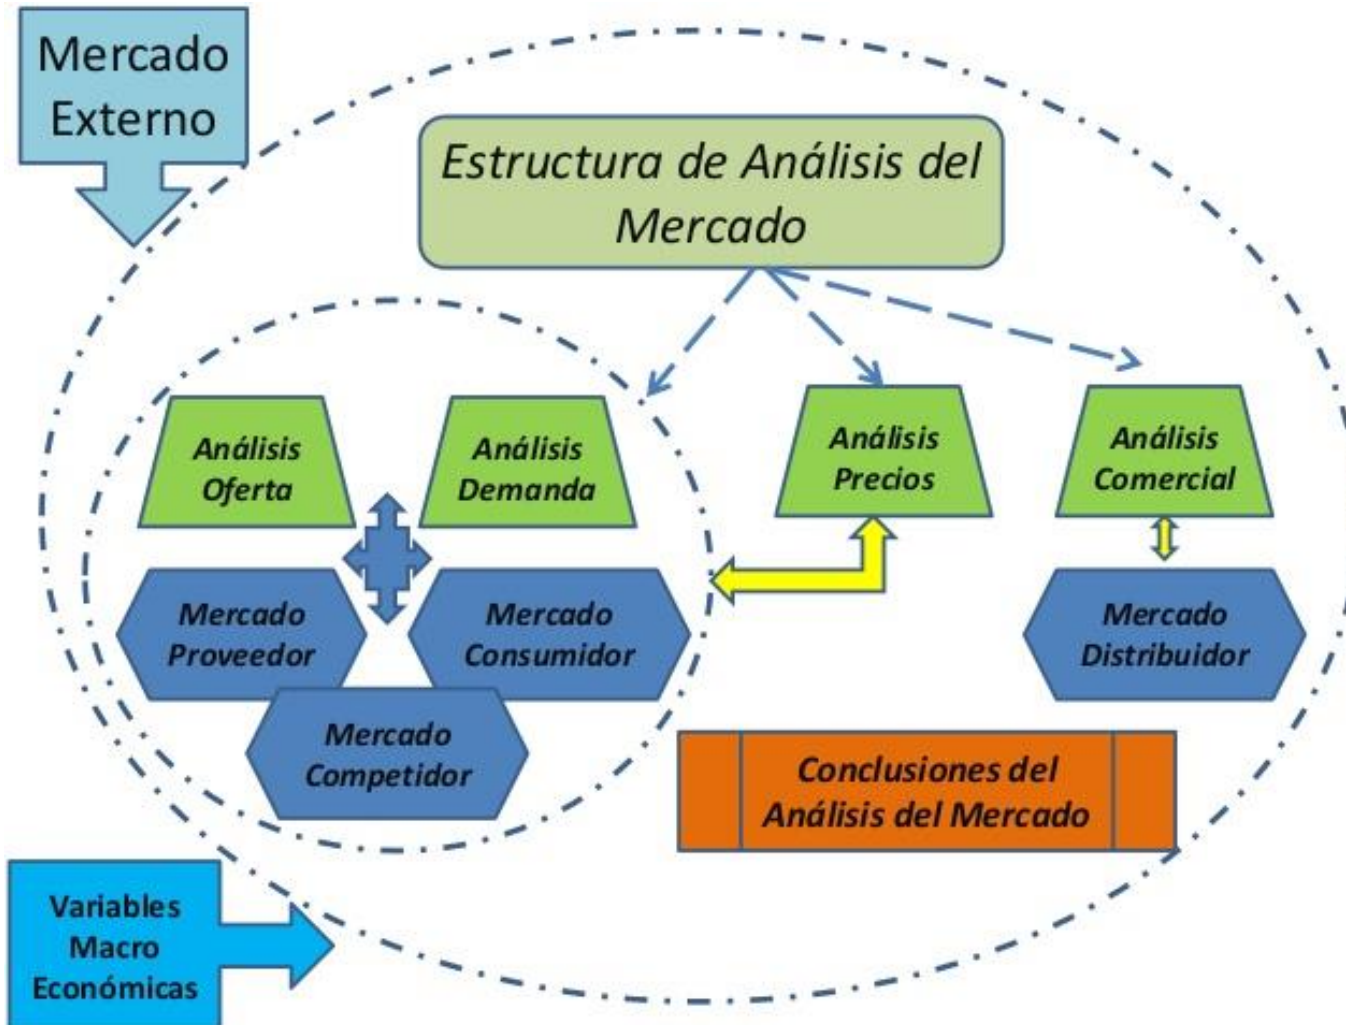 Mercado
Externo
Estructura de Análisis del
Mercado
Análisis
Oferta
Análisis
Demanda
Análisis
Precios
Análisis
Comercial
Mercado
Proveedor
Mercado
Consumidor
Mercado
Distribuidor
Mercado
Competidor
Conclusiones del
Análisis del Mercado
Variables
Macro
Económicas